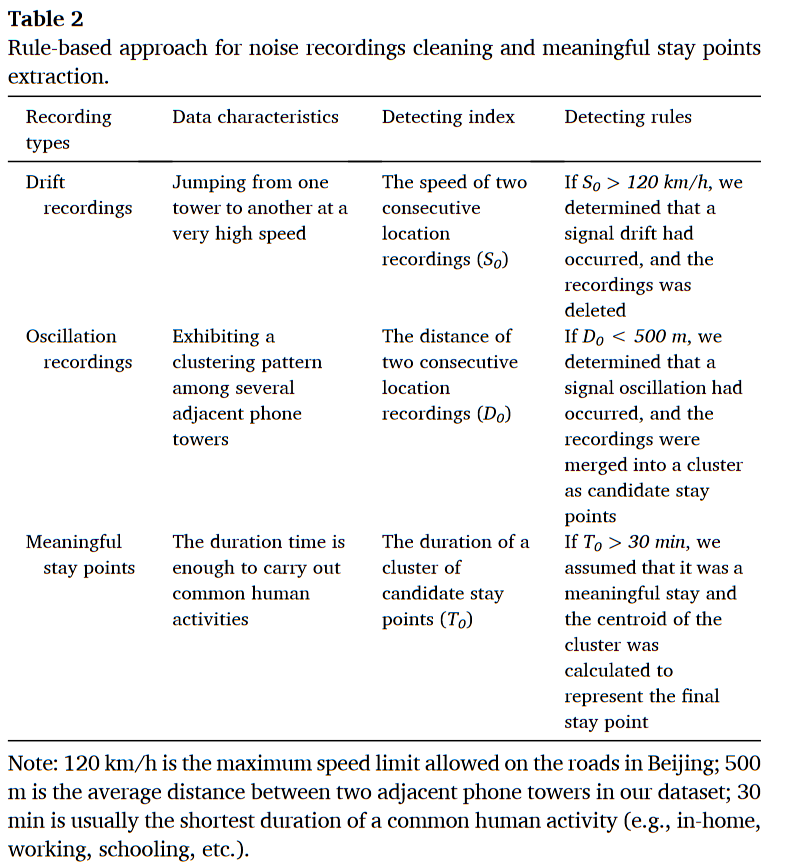 Table 2
Rule-based approach for noise recordings cleaning and meaningful stay points
extraction.
Recording types | Data characteristics | Detecting index | Detecting rules
Drift recordings | Jumping from one tower to another at a very high speed | The speed of two consecutive location recordings (S₀) | If S₀ > 120 km/h, we determined that a signal drift had occurred, and the recordings was deleted
Oscillation recordings | Exhibiting a clustering pattern among several adjacent phone towers | The distance of two consecutive location recordings (D₀) | If D₀ < 500 m, we determined that a signal oscillation had occurred, and the recordings were merged into a cluster as candidate stay points
Meaningful stay points | The duration time is enough to carry out common human activities | The duration of a cluster of candidate stay points (T₀) | If T₀ > 30 min, we assumed that it was a meaningful stay and the centroid of the cluster was calculated to represent the final stay point
Note: 120 km/h is the maximum speed limit allowed on the roads in Beijing; 500
m is the average distance between two adjacent phone towers in our dataset; 30
min is usually the shortest duration of a common human activity (e.g., in-home,
working, schooling, etc.).